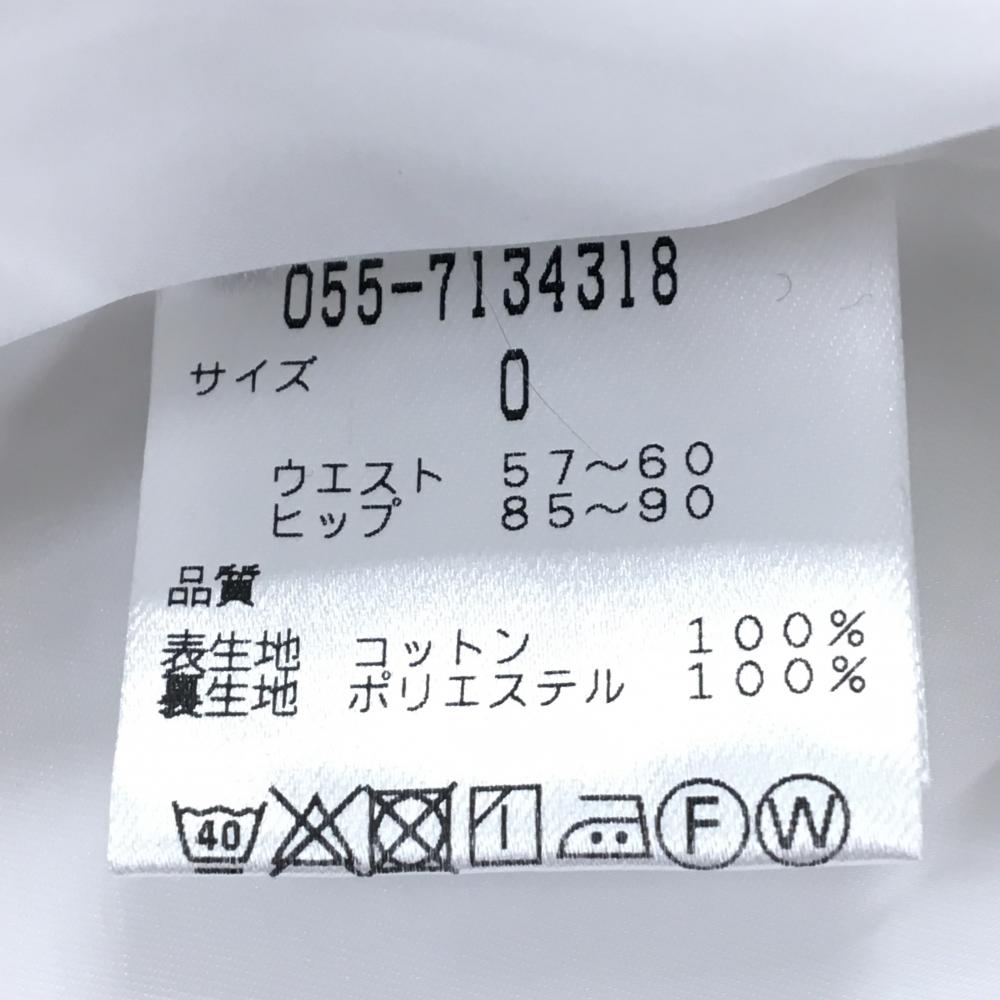 055-7134318
サイズ 0
ウエスト 57～60
ヒップ 85～90
品質
表生地 コットン 100%
裏生地 ポリエステル 100%
40 F W